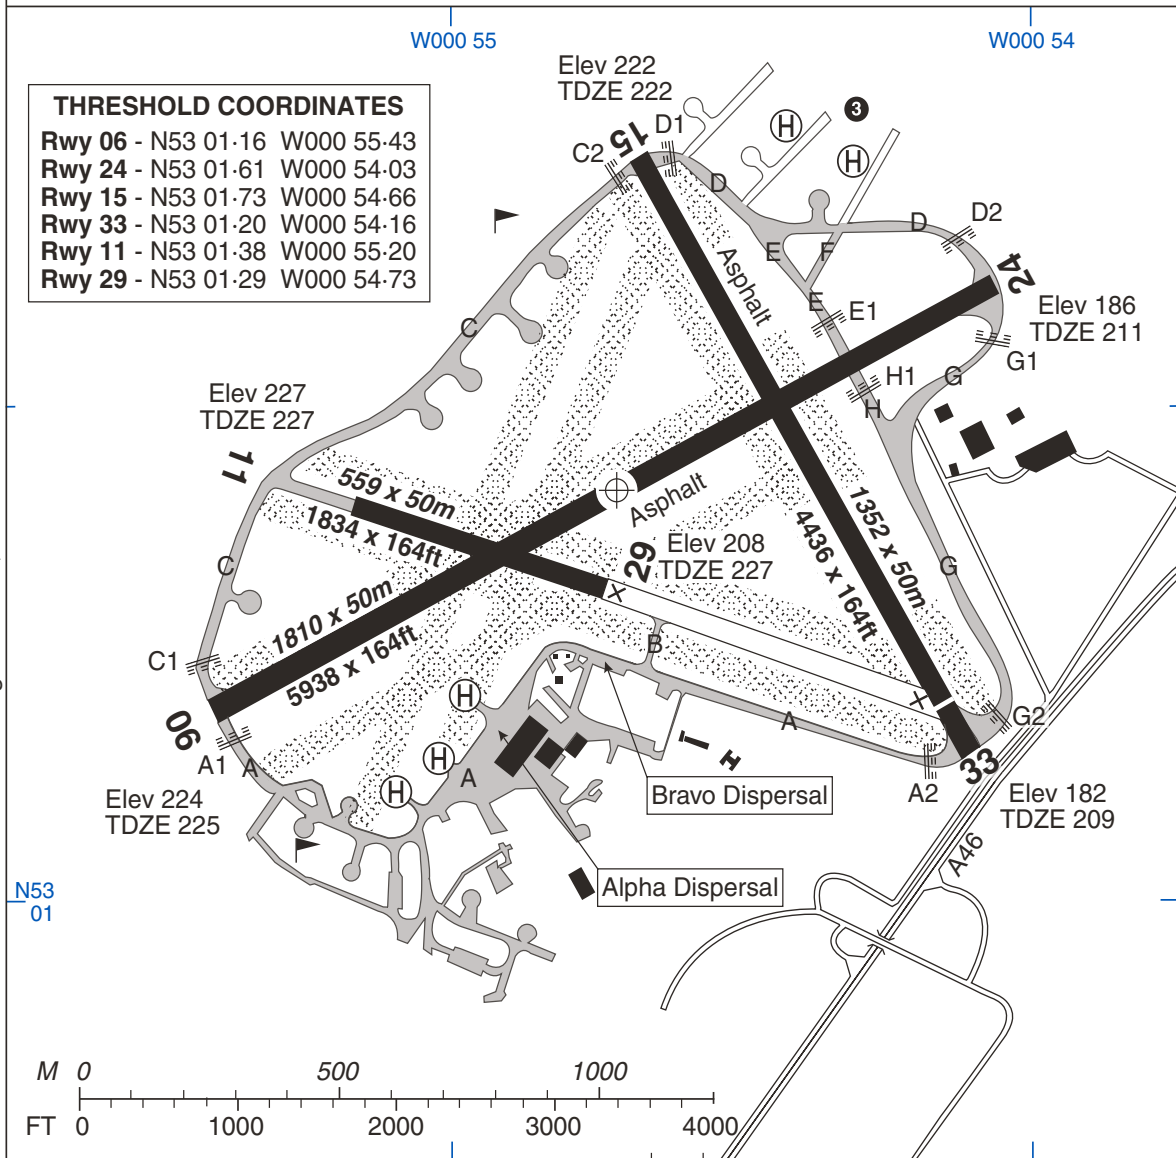 W000 55
W000 54
Elev 222
TDZE 222
THRESHOLD COORDINATES
Rwy 06 - N53 01·16 W000 55·43
Rwy 24 - N53 01·61 W000 54·03
Rwy 15 - N53 01·73 W000 54·66
Rwy 33 - N53 01·20 W000 54·16
Rwy 11 - N53 01·38 W000 55·20
Rwy 29 - N53 01·29 W000 54·73
3
H
H
D1
15
C2
D
D
D2
E
F
24
Asphalt
E
E1
Elev 186
TDZE 211
G1
C
H1
G
H
Elev 227
TDZE 227
11
559 x 50m
1834 x 164ft
Asphalt
1352 x 50m
4436 x 164ft
29
Elev 208
TDZE 227
C
G
1810 x 50m
5938 x 164ft
B
C1
H
A
G2
06
A1
A
H
A
H
33
A2
Bravo Dispersal
Elev 224
TDZE 225
Elev 182
TDZE 209
A46
Alpha Dispersal
N53
01
M 0 500 1000
FT 0 1000 2000 3000 4000